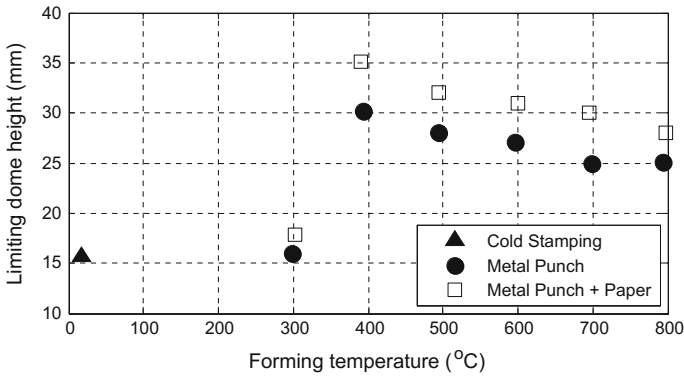 40
35
30
25
20
15
10
Limiting dome height (mm)
Cold Stamping
Metal Punch
Metal Punch + Paper
0 100 200 300 400 500 600 700 800
Forming temperature (°C)